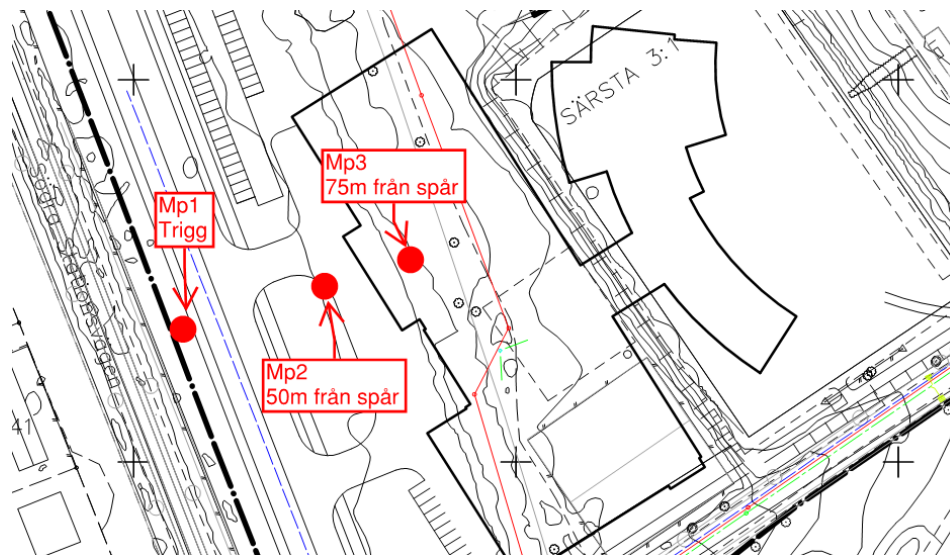 SÄRSTA 3:1
Mp3
75m från spår
Mp1
Trigg
Mp2
50m från spår
Södra Stationsvägen
41